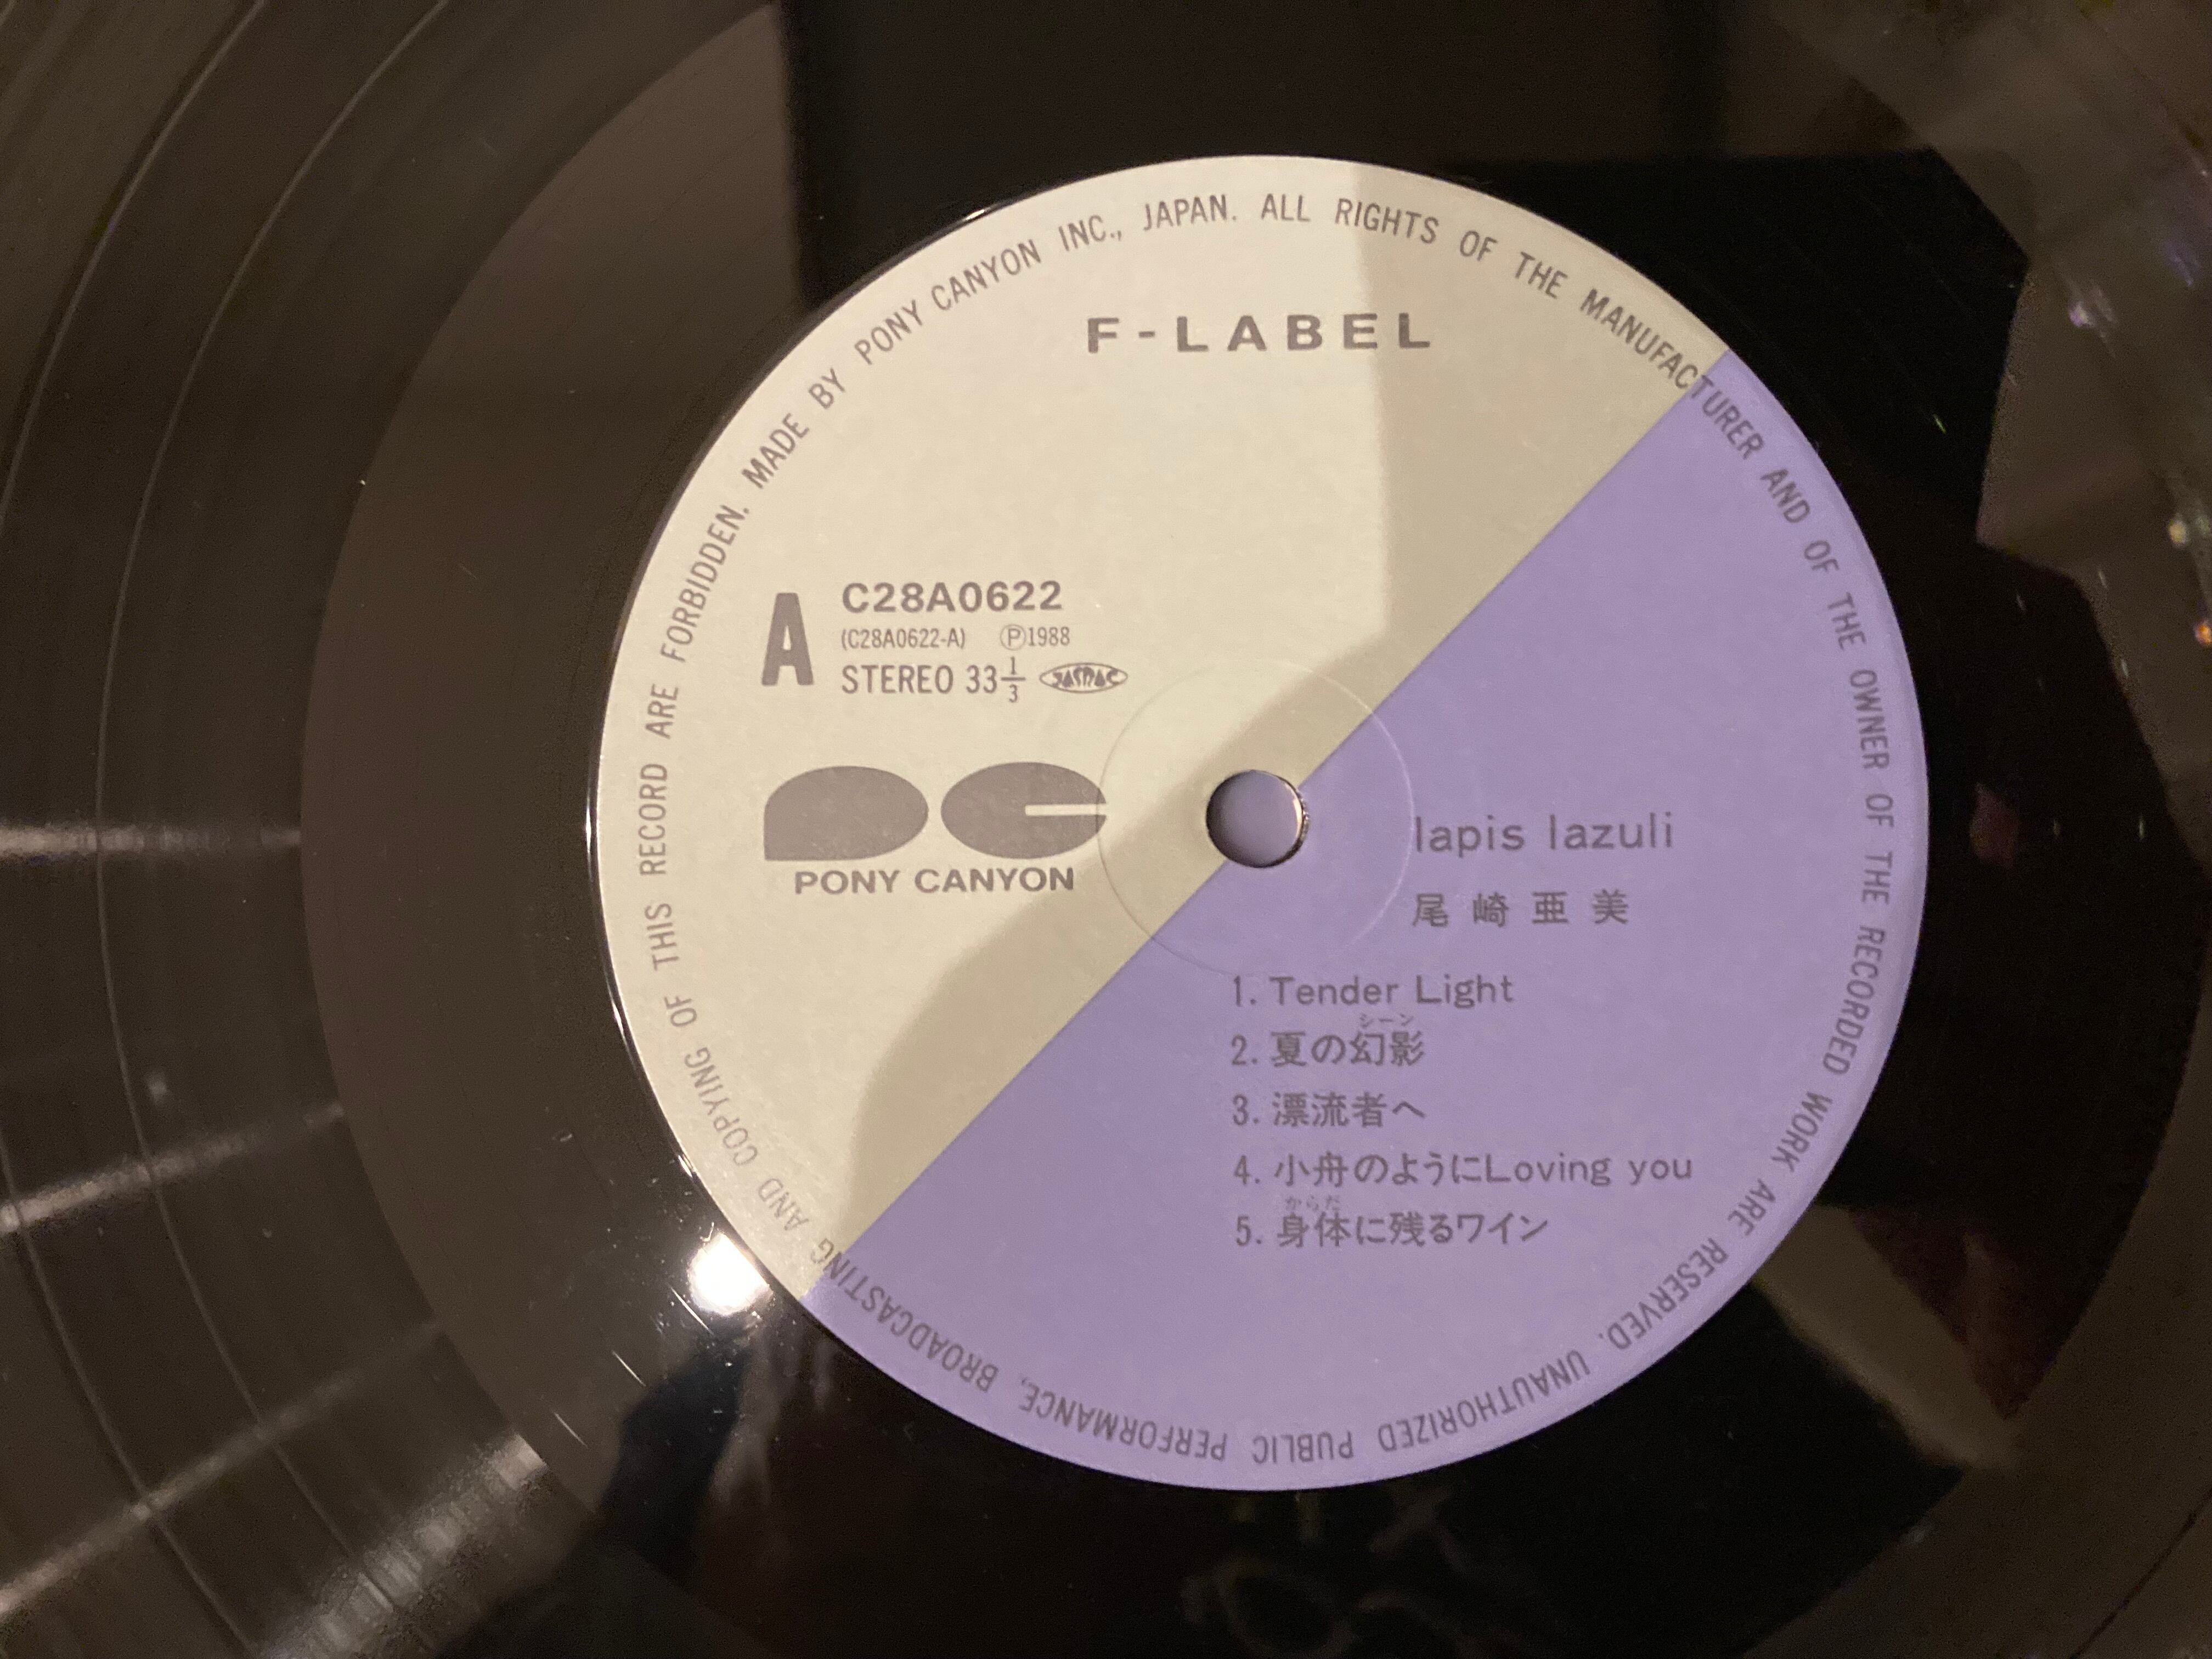 MADE BY PONY CANYON INC., JAPAN. ALL RIGHTS OF THE MANUFACTURER AND OF THE OWNER OF THE RECORDED WORK ARE RESERVED. UNAUTHORIZED PUBLIC PERFORMANCE, BROADCASTING AND COPYING OF THIS RECORD ARE FORBIDDEN.
F-LABEL
A
C28A0622
(C28A0622-A) Ⓟ1988
STEREO 33 1/3 JASRAC
PONY CANYON
lapis lazuli
尾崎亜美
1. Tender Light
シーン
2. 夏の幻影
3. 漂流者へ
4. 小舟のようにLoving you
からだ
5. 身体に残るワイン